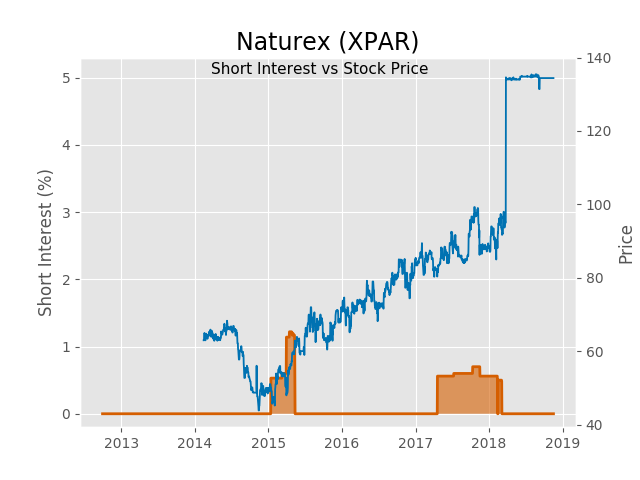 Naturex (XPAR)
Short Interest vs Stock Price
Short Interest (%)
5
4
3
2
1
0
140
120
100
80
60
40
Price
2013 2014 2015 2016 2017 2018 2019